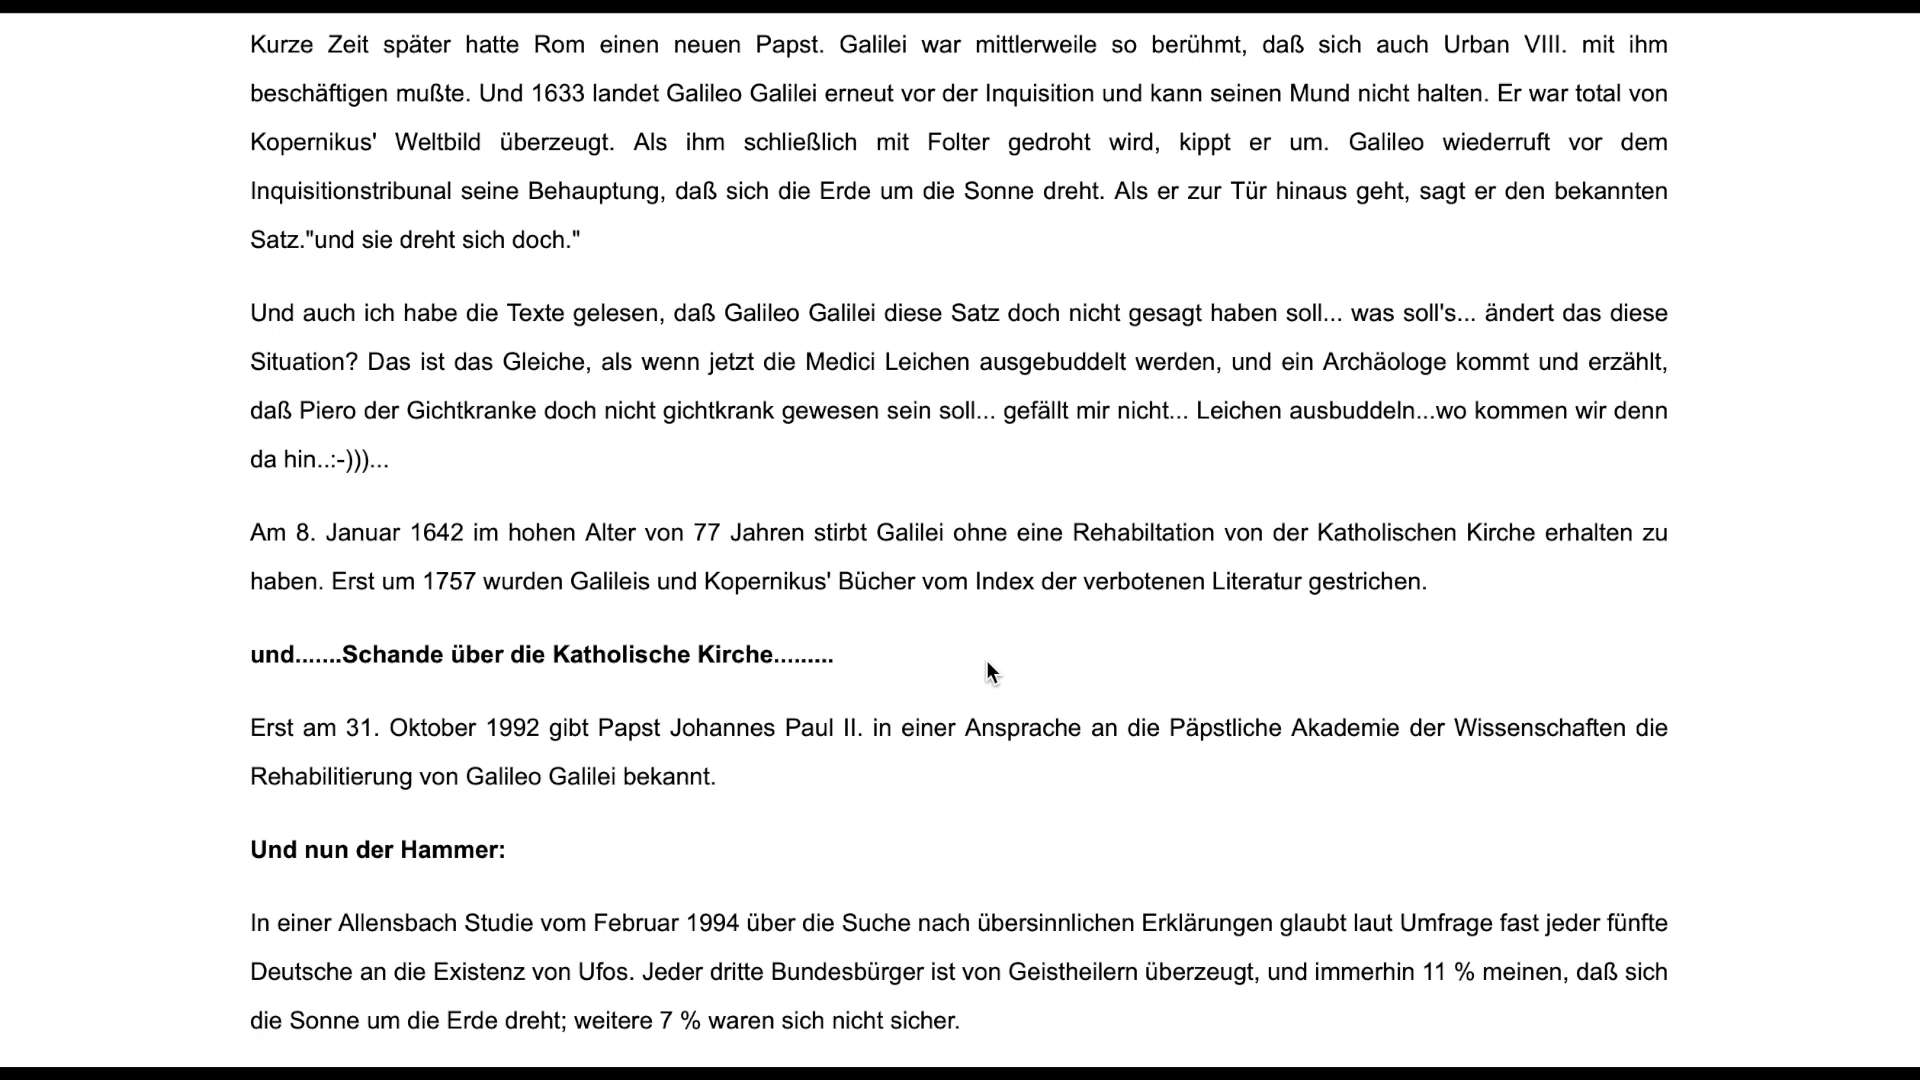 Kurze Zeit später hatte Rom einen neuen Papst. Galilei war mittlerweile so berühmt, daß sich auch Urban VIII. mit ihm
beschäftigen mußte. Und 1633 landet Galileo Galilei erneut vor der Inquisition und kann seinen Mund nicht halten. Er war total von
Kopernikus' Weltbild überzeugt. Als ihm schließlich mit Folter gedroht wird, kippt er um. Galileo wiederruft vor dem
Inquisitionstribunal seine Behauptung, daß sich die Erde um die Sonne dreht. Als er zur Tür hinaus geht, sagt er den bekannten
Satz."und sie dreht sich doch."
Und auch ich habe die Texte gelesen, daß Galileo Galilei diese Satz doch nicht gesagt haben soll... was soll's... ändert das diese
Situation? Das ist das Gleiche, als wenn jetzt die Medici Leichen ausgebuddelt werden, und ein Archäologe kommt und erzählt,
daß Piero der Gichtkranke doch nicht gichtkrank gewesen sein soll... gefällt mir nicht... Leichen ausbuddeln...wo kommen wir denn
da hin..:-)))...
Am 8. Januar 1642 im hohen Alter von 77 Jahren stirbt Galilei ohne eine Rehabiltation von der Katholischen Kirche erhalten zu
haben. Erst um 1757 wurden Galileis und Kopernikus' Bücher vom Index der verbotenen Literatur gestrichen.
und.......Schande über die Katholische Kirche.........
Erst am 31. Oktober 1992 gibt Papst Johannes Paul II. in einer Ansprache an die Päpstliche Akademie der Wissenschaften die
Rehabilitierung von Galileo Galilei bekannt.
Und nun der Hammer:
In einer Allensbach Studie vom Februar 1994 über die Suche nach übersinnlichen Erklärungen glaubt laut Umfrage fast jeder fünfte
Deutsche an die Existenz von Ufos. Jeder dritte Bundesbürger ist von Geistheilern überzeugt, und immerhin 11 % meinen, daß sich
die Sonne um die Erde dreht; weitere 7 % waren sich nicht sicher.